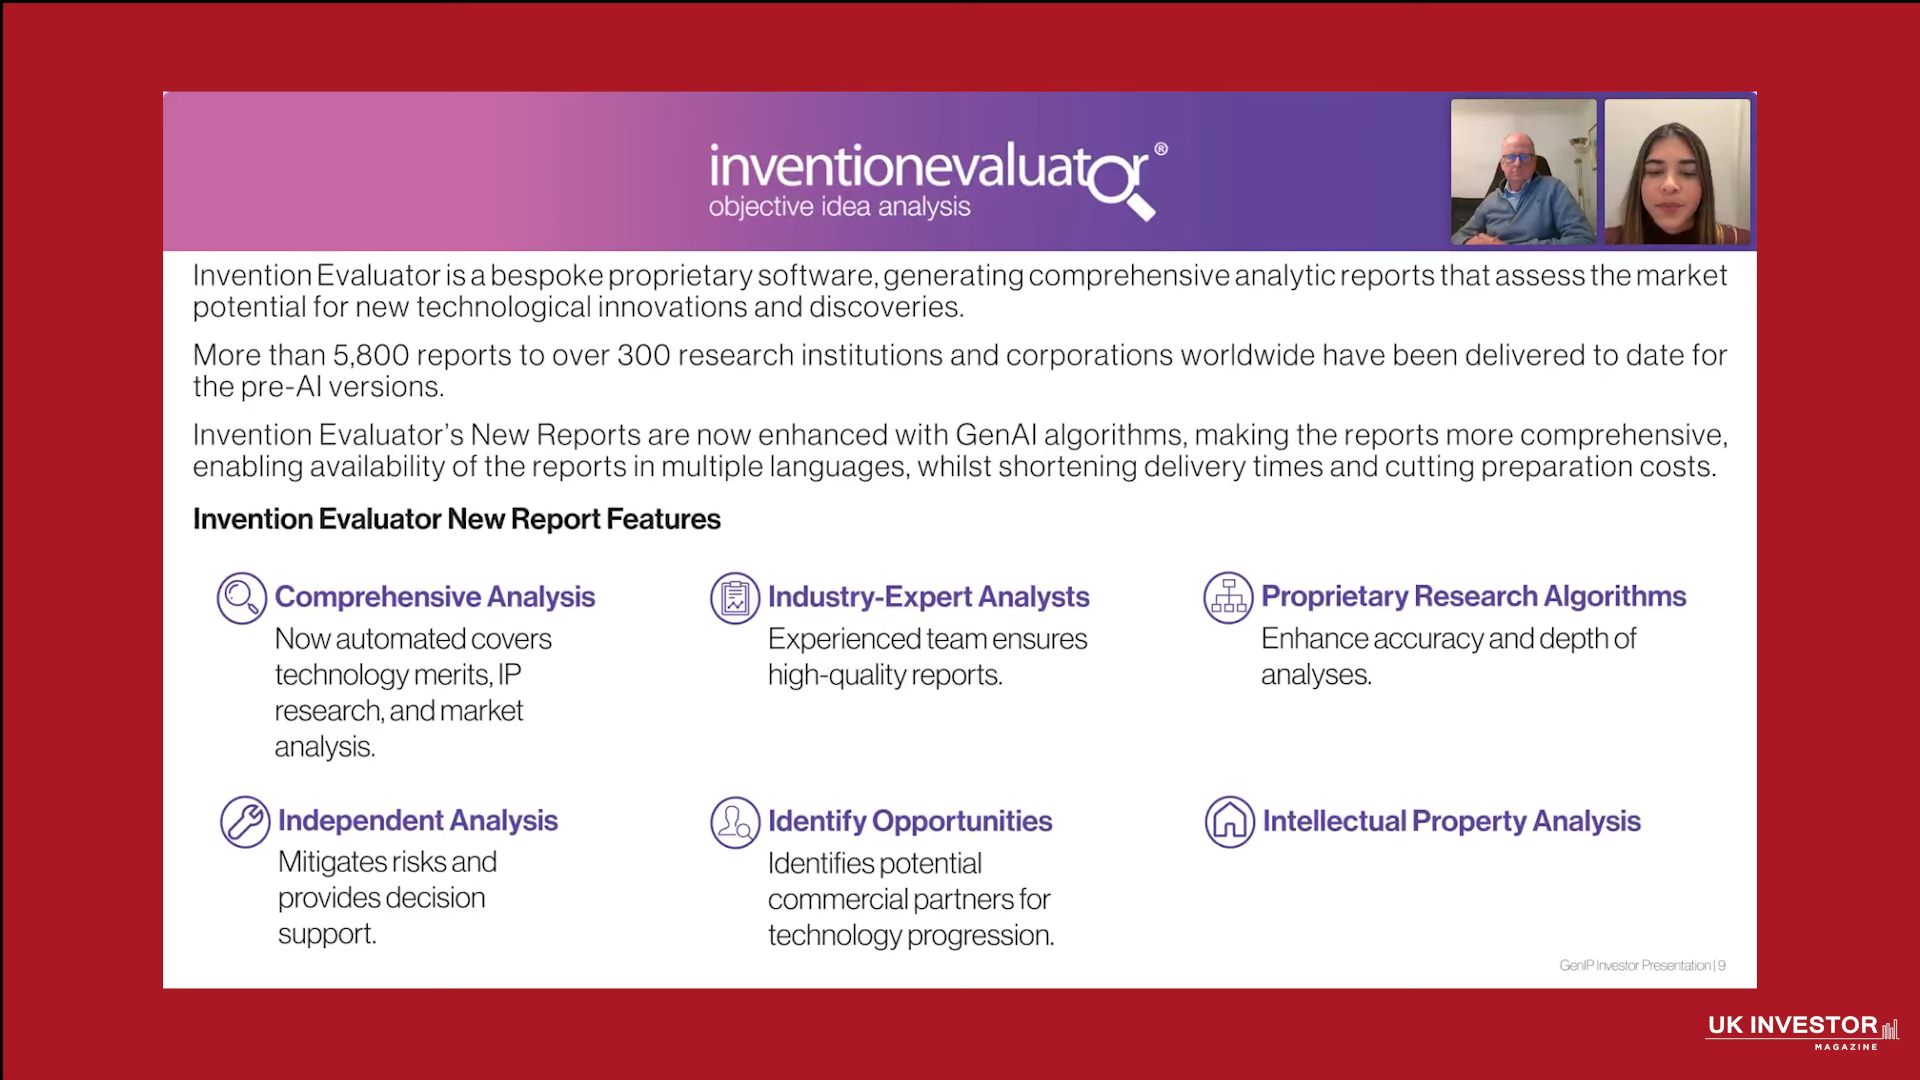 inventionevaluator®
objective idea analysis
Invention Evaluator is a bespoke proprietary software, generating comprehensive analytic reports that assess the market
potential for new technological innovations and discoveries.
More than 5,800 reports to over 300 research institutions and corporations worldwide have been delivered to date for
the pre-AI versions.
Invention Evaluator’s New Reports are now enhanced with GenAI algorithms, making the reports more comprehensive,
enabling availability of the reports in multiple languages, whilst shortening delivery times and cutting preparation costs.
Invention Evaluator New Report Features
Comprehensive Analysis
Now automated covers
technology merits, IP
research, and market
analysis.
Industry-Expert Analysts
Experienced team ensures
high-quality reports.
Proprietary Research Algorithms
Enhance accuracy and depth of
analyses.
Independent Analysis
Mitigates risks and
provides decision
support.
Identify Opportunities
Identifies potential
commercial partners for
technology progression.
Intellectual Property Analysis
GenIP Investor Presentation | 9
UK INVESTOR
MAGAZINE